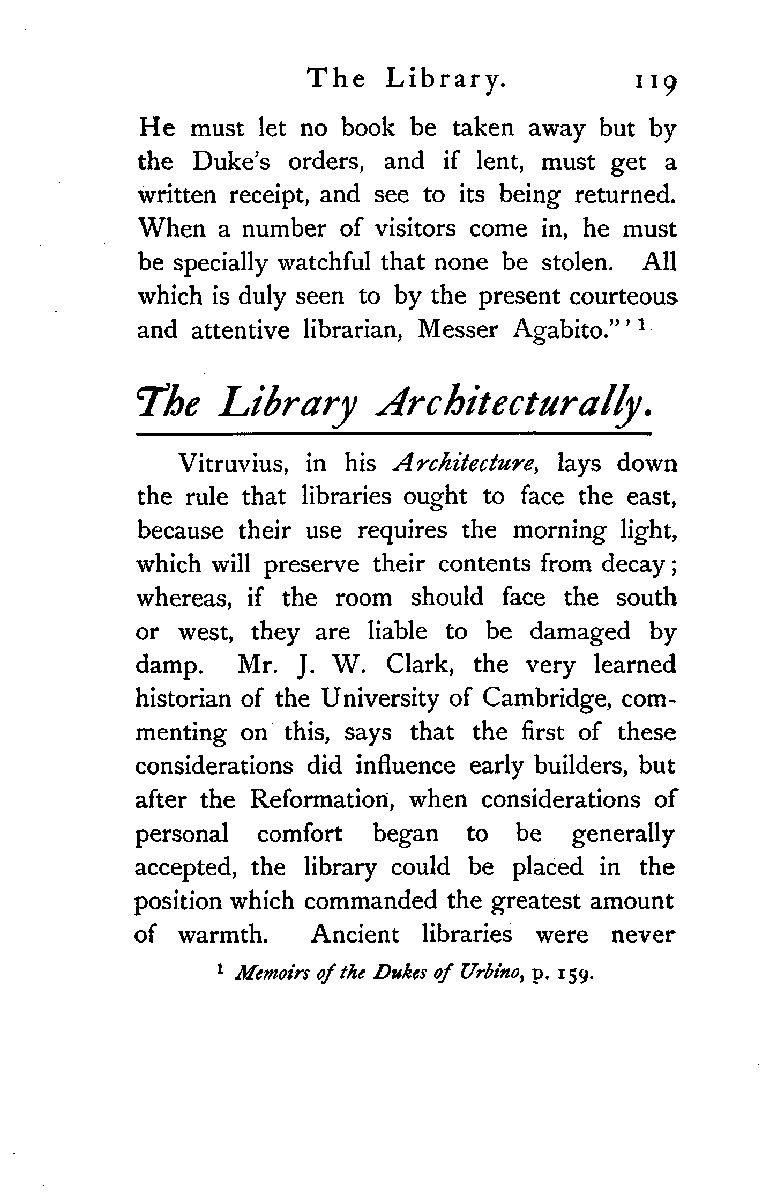 The Library. 119
He must let no book be taken away but by
the Duke's orders, and if lent, must get a
written receipt, and see to its being returned.
When a number of visitors come in, he must
be specially watchful that none be stolen. All
which is duly seen to by the present courteous
and attentive librarian, Messer Agabito." ' 1
The Library Architecturally.
Vitruvius, in his Architecture, lays down
the rule that libraries ought to face the east,
because their use requires the morning light,
which will preserve their contents from decay;
whereas, if the room should face the south
or west, they are liable to be damaged by
damp. Mr. J. W. Clark, the very learned
historian of the University of Cambridge, com-
menting on this, says that the first of these
considerations did influence early builders, but
after the Reformation, when considerations of
personal comfort began to be generally
accepted, the library could be placed in the
position which commanded the greatest amount
of warmth. Ancient libraries were never
1 Memoirs of the Dukes of Urbino, p. 159.